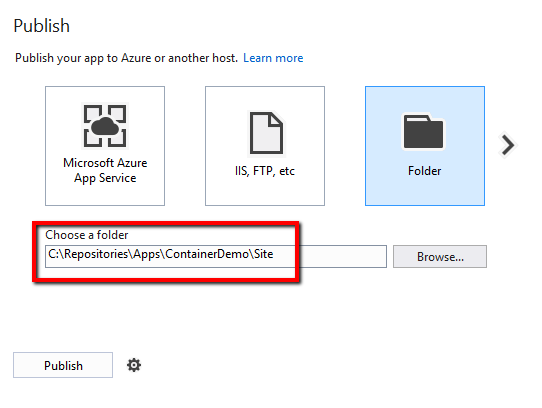 Publish
Publish your app to Azure or another host. Learn more
Microsoft Azure
App Service
IIS, FTP, etc
Folder
Choose a folder
C:\Repositories\Apps\ContainerDemo\Site
Browse...
Publish